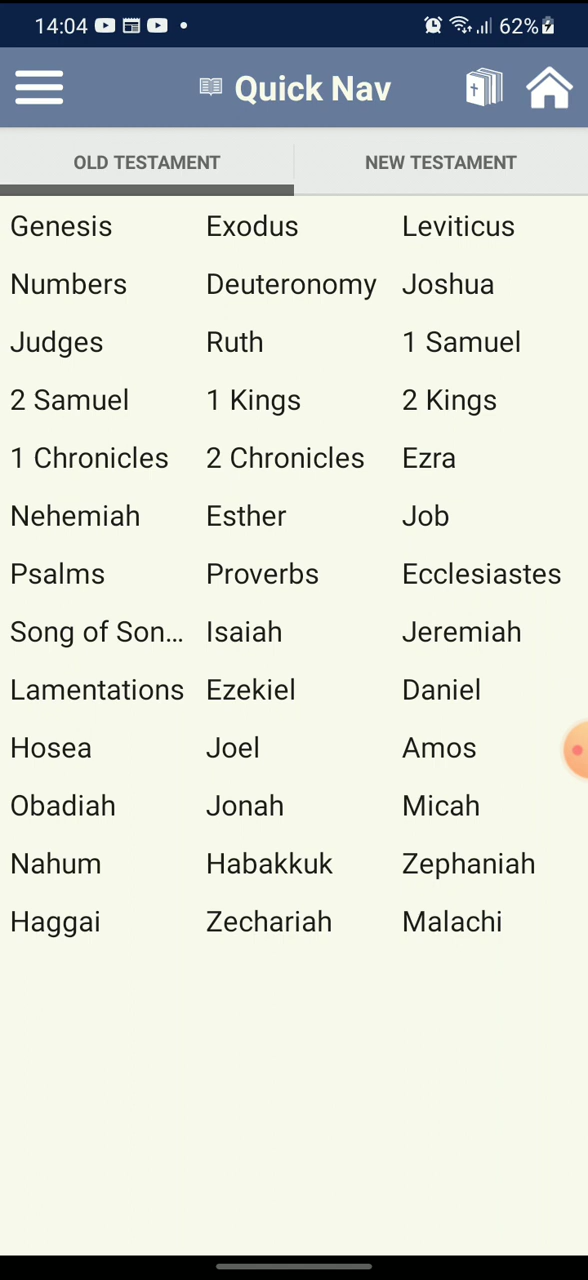 14:04 62%
Quick Nav
OLD TESTAMENT NEW TESTAMENT
Genesis Exodus Leviticus
Numbers Deuteronomy Joshua
Judges Ruth 1 Samuel
2 Samuel 1 Kings 2 Kings
1 Chronicles 2 Chronicles Ezra
Nehemiah Esther Job
Psalms Proverbs Ecclesiastes
Song of Son... Isaiah Jeremiah
Lamentations Ezekiel Daniel
Hosea Joel Amos
Obadiah Jonah Micah
Nahum Habakkuk Zephaniah
Haggai Zechariah Malachi